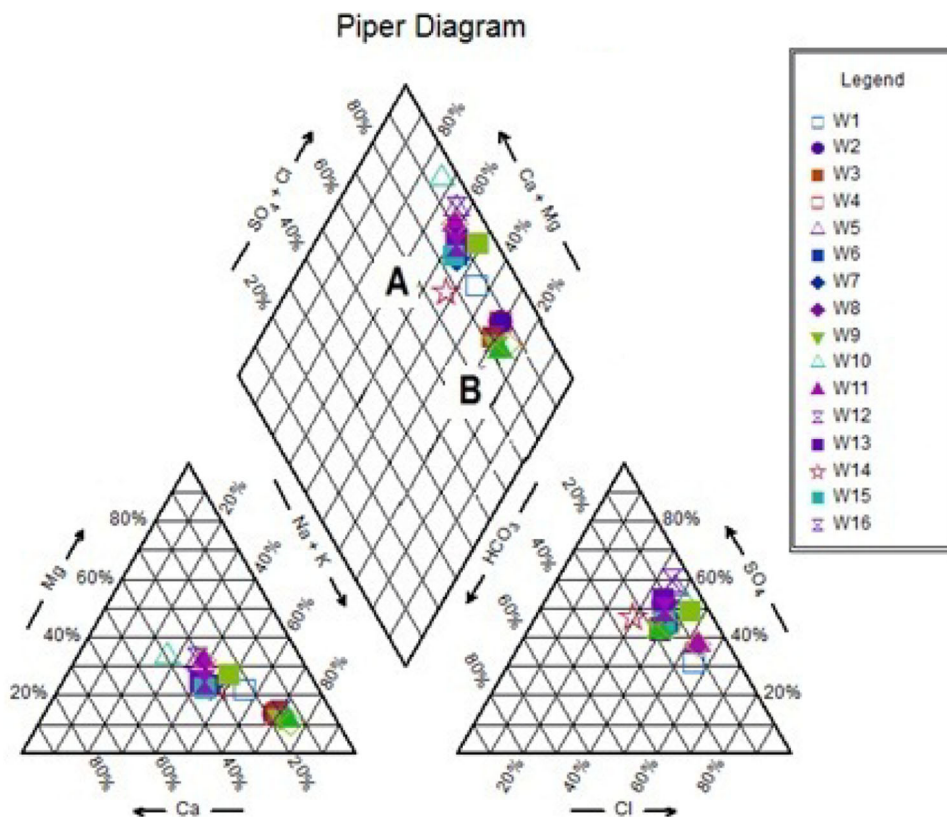 Piper Diagram
Legend
W1
W2
W3
W4
W5
W6
W7
W8
W9
W10
W11
W12
W13
W14
W15
W16
80%
80%
60%
60%
40%
40%
20%
20%
SO₄ + Cl
Ca + Mg
A
B
Na + K
HCO₃
Mg
80%
60%
40%
20%
20%
40%
60%
80%
80%
60%
40%
20%
Ca
20%
40%
60%
80%
80%
60%
40%
20%
SO₄
20%
40%
60%
80%
Cl